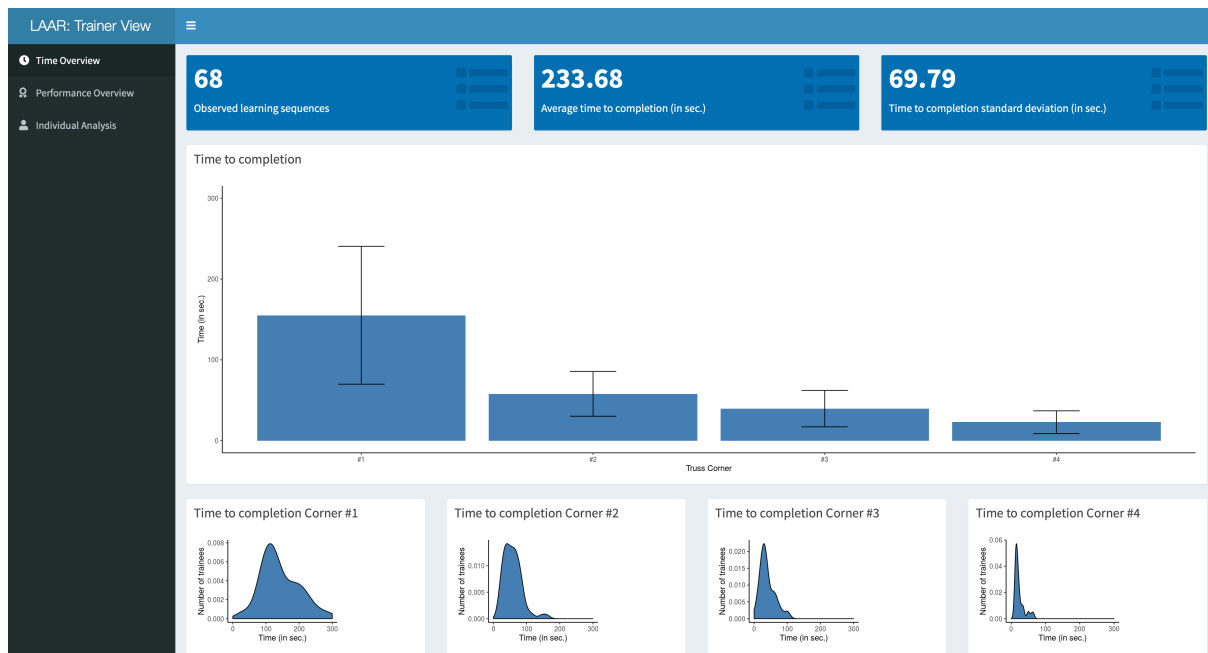 LAAR: Trainer View
Time Overview
Performance Overview
Individual Analysis
68
Observed learning sequences
233.68
Average time to completion (in sec.)
69.79
Time to completion standard deviation (in sec.)
Time to completion
300
200
100
0
Time (in sec.)
#1 #2 #3 #4
Truss Corner
Time to completion Corner #1
0.008
0.006
0.004
0.002
0.000
Number of trainees
0 100 200 300
Time (in sec.)
Time to completion Corner #2
0.010
0.005
0.000
Number of trainees
0 100 200 300
Time (in sec.)
Time to completion Corner #3
0.020
0.015
0.010
0.005
0.000
Number of trainees
0 100 200 300
Time (in sec.)
Time to completion Corner #4
0.06
0.04
0.02
0.00
Number of trainees
0 100 200 300
Time (in sec.)